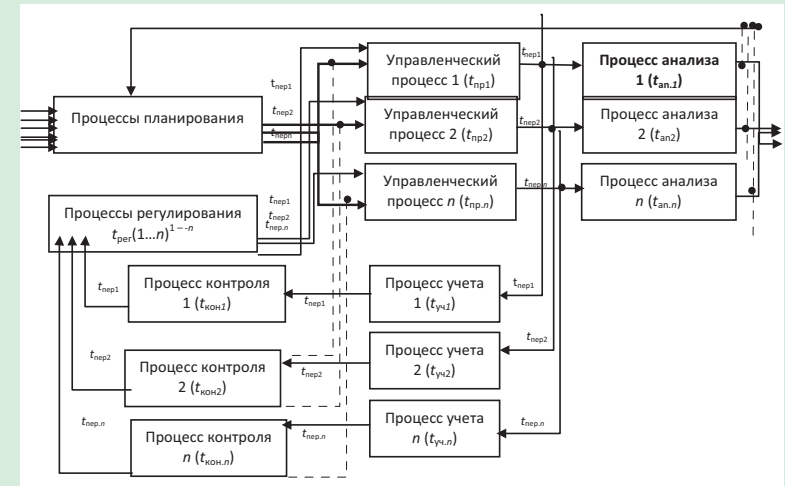 Управленческий
процесс 1 (tпр1)
tпер1
Процесс анализа
1 (tan.1)
tпер1
Процессы планирования
tпер2
tперn
Управленческий
процесс 2 (tпр2)
tпер2
Процесс анализа
2 (tan2)
Управленческий
процесс n (tпр.n)
tпер.n
Процесс анализа
n (tan.n)
Процессы регулирования
tрег(1...n)1 – -n
tпер1
tпер2
tпер.n
Процесс контроля
1 (tкон1)
tпер1
tпер1
Процесс учета
1 (tуч1)
tпер1
Процесс контроля
2 (tкон2)
tпер2
tпер2
Процесс учета
2 (tуч2)
tпер2
Процесс контроля
n (tкон.n)
tпер.n
tпер.n
Процесс учета
n (tуч.n)
tпер.n